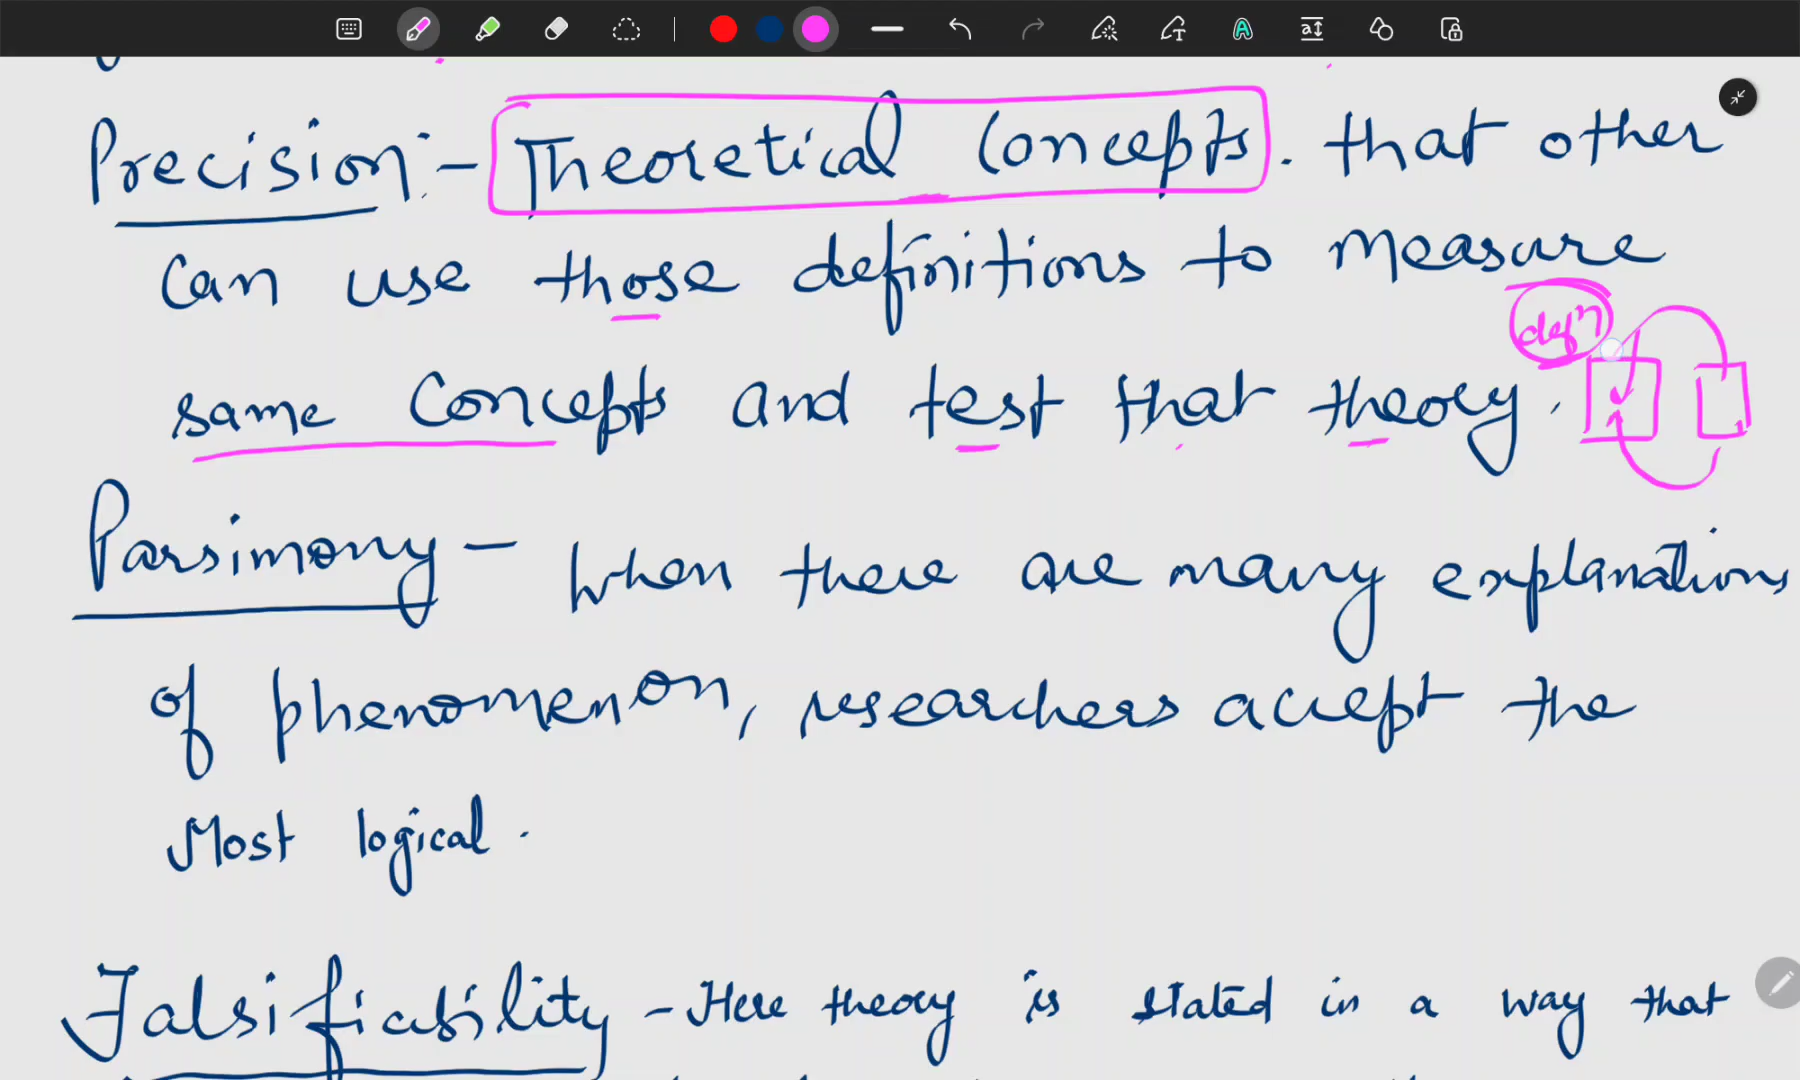 Precision:- Theoretical Concepts. that other
can use those definitions to measure
defn
same concepts and test that theory.
Parsimony - When there are many explanations
of phenomenon, researchers accept the
Most logical.
Falsifiability - Here theory is stated in a way that